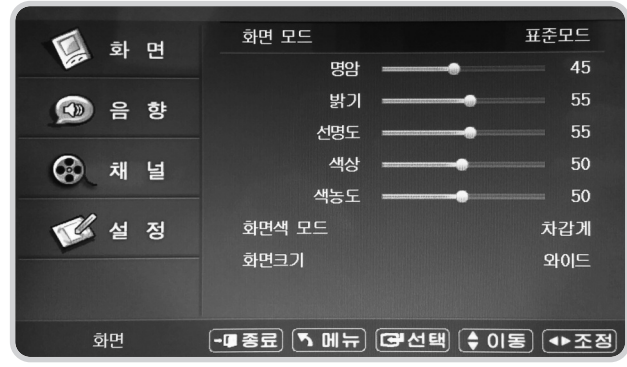 화면
음향
채널
설정
화면 모드 표준모드
명암 45
밝기 55
선명도 55
색상 50
색농도 50
화면색 모드 차갑게
화면크기 와이드
화면 종료 메뉴 선택 이동 조정